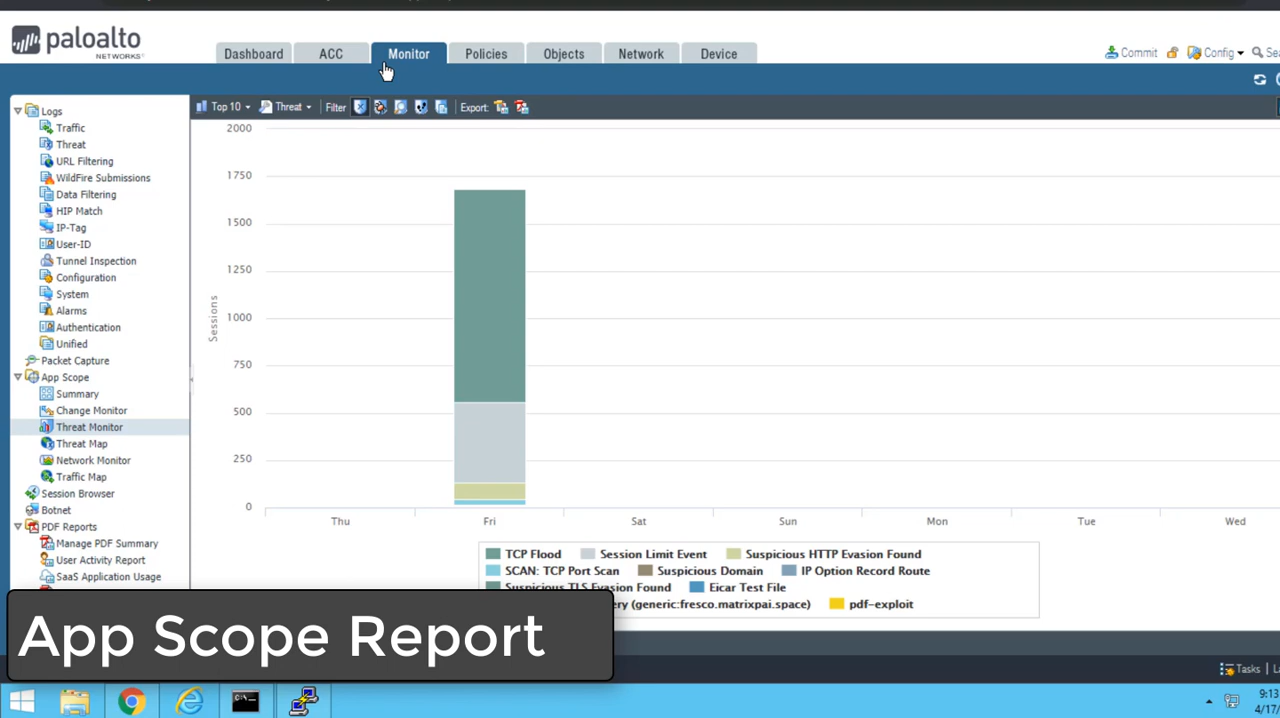 paloalto
NETWORKS
Dashboard ACC Monitor Policies Objects Network Device
Commit Config
Top 10 Threat Filter Export:
Logs
Traffic
Threat
URL Filtering
WildFire Submissions
Data Filtering
HIP Match
IP-Tag
User-ID
Tunnel Inspection
Configuration
System
Alarms
Authentication
Unified
Packet Capture
App Scope
Summary
Change Monitor
Threat Monitor
Threat Map
Network Monitor
Traffic Map
Session Browser
Botnet
PDF Reports
Manage PDF Summary
User Activity Report
SaaS Application Usage
2000
1750
1500
1250
1000
750
500
250
0
Sessions
Thu Fri Sat Sun Mon Tue Wed
TCP Flood Session Limit Event Suspicious HTTP Evasion Found
SCAN: TCP Port Scan Suspicious Domain IP Option Record Route
Suspicious TLS Evasion Found Eicar Test File
(generic:fresco.matrixpai.space) pdf-exploit
App Scope Report
Tasks
9:13
4/17/